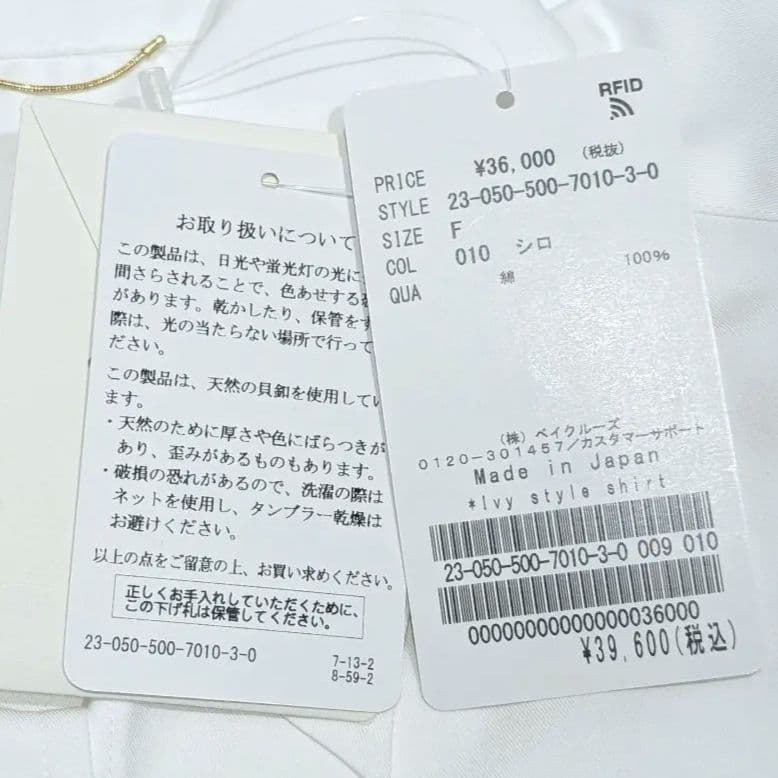 お取り扱いについて
この製品は、日光や蛍光灯の光に
間さらされることで、色あせする
があります。乾かしたり、保管をす
際は、光の当たらない場所で行って
ださい。
この製品は、天然の貝釦を使用してい
ます。
・天然のために厚さや色にばらつきが
あり、歪みがあるものもあります。
・破損の恐れがあるので、洗濯の際は
ネットを使用し、タンブラー乾燥は
お避けください。
以上の点をご留意の上、お買い求めください。
正しくお手入れしていただくために、
この下げ札は保管してください。
23-050-500-7010-3-0
7-13-2
8-59-2
RFID
PRICE ¥36,000 (税抜)
STYLE 23-050-500-7010-3-0
SIZE F
COL 010 シロ
QUA 綿 100%
(株) ベイクルーズ
0120-301457/カスタマーサポート
Made in Japan
*Ivy style shirt
23-050-500-7010-3-0 009 010
00000000000000036000
¥39,600(税込)